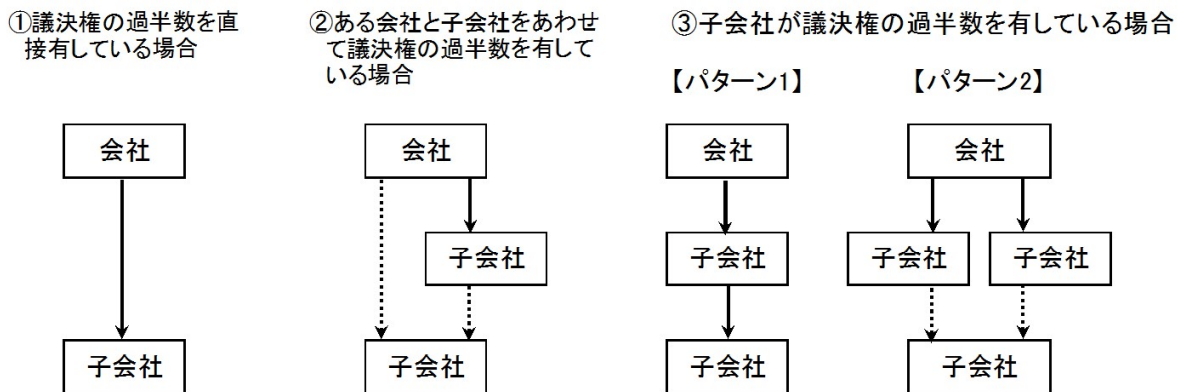 ①議決権の過半数を直
接有している場合
②ある会社と子会社をあわせ
て議決権の過半数を有して
いる場合
③子会社が議決権の過半数を有している場合
【パターン1】
【パターン2】
会社
子会社
会社
子会社
子会社
会社
子会社
子会社
会社
子会社
子会社
子会社